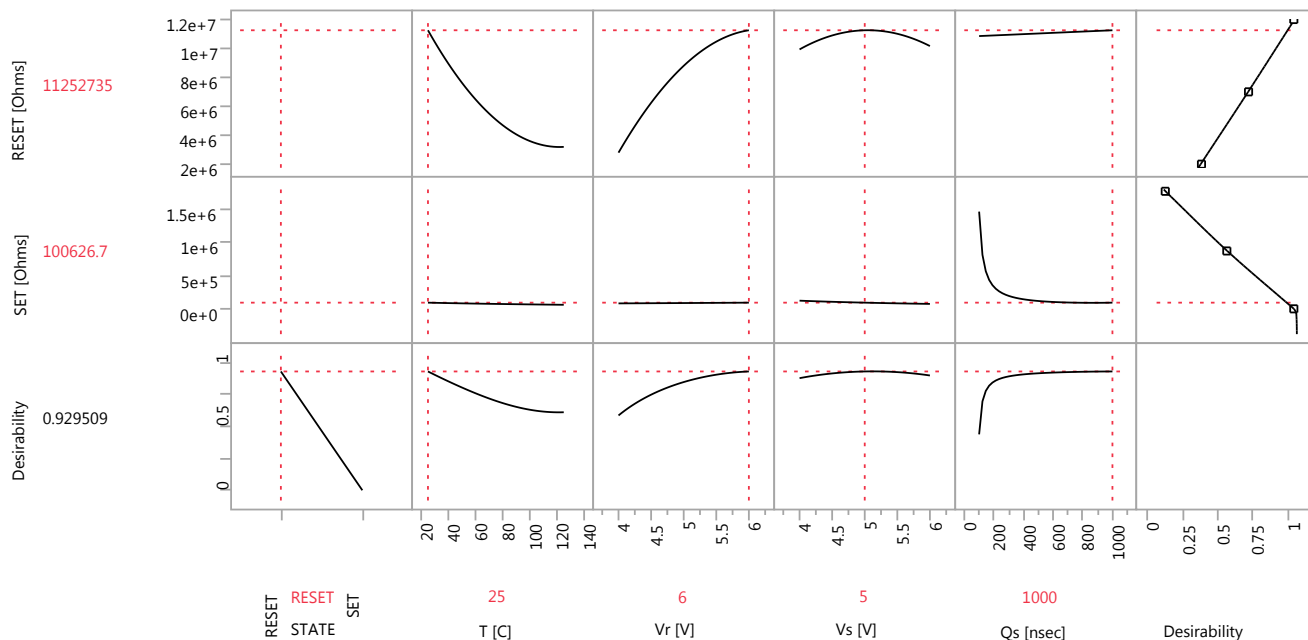 RESET [Ohms]
11252735
1.2e+7
1e+7
8e+6
6e+6
4e+6
2e+6
SET [Ohms]
100626.7
1.5e+6
1e+6
5e+5
0e+0
Desirability
0.929509
1
0.5
0
20 40 60 80 100 120 140
4 4.5 5 5.5 6
4 4.5 5 5.5 6
0 200 400 600 800 1000
0 0.25 0.5 0.75 1
RESET RESET SET 25 6 5 1000
STATE T [C] Vr [V] Vs [V] Qs [nsec] Desirability